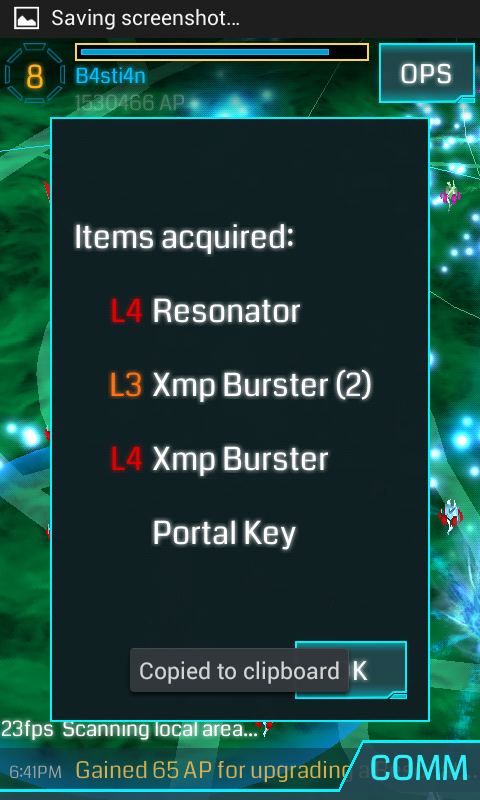 Saving screenshot...
8
B4sti4n
OPS
1530466 AP
Items acquired:
L4 Resonator
L3 Xmp Burster (2)
L4 Xmp Burster
Portal Key
Copied to clipboard
K
23fps Scanning local area...
6:41PM Gained 65 AP for upgrading
COMM